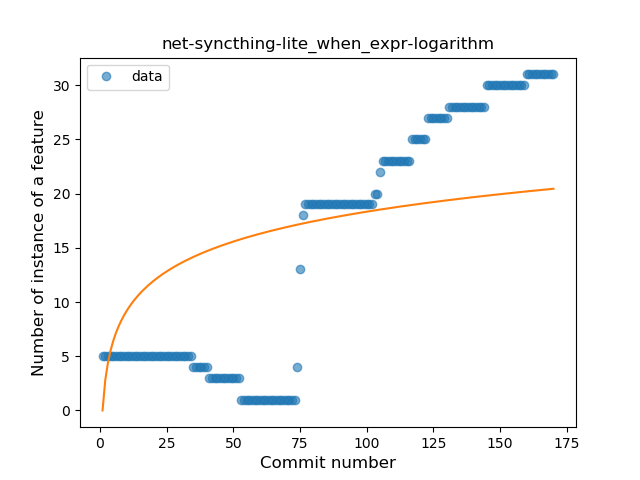 net-syncthing-lite_when_expr-logarithm
data
Number of instance of a feature
30
25
20
15
10
5
0
0 25 50 75 100 125 150 175
Commit number